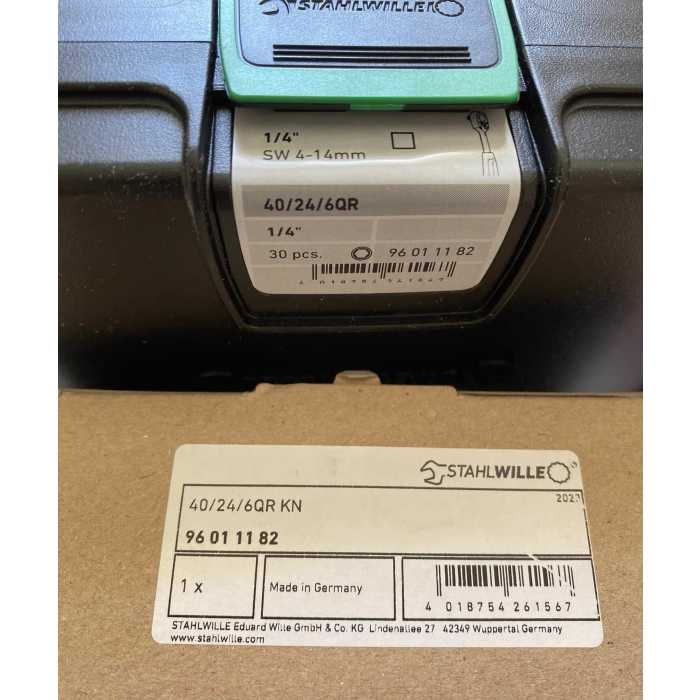 STAHLWILLE
1/4"
SW 4-14mm
40/24/6QR
1/4"
30 pcs. 96 01 11 82
STAHLWILLE
40/24/6QR KN
96 01 11 82
1 x
Made in Germany
4 018754 261567
STAHLWILLE Eduard Wille GmbH & Co. KG Lindenallee 27 42349 Wuppertal Germany
www.stahlwille.com